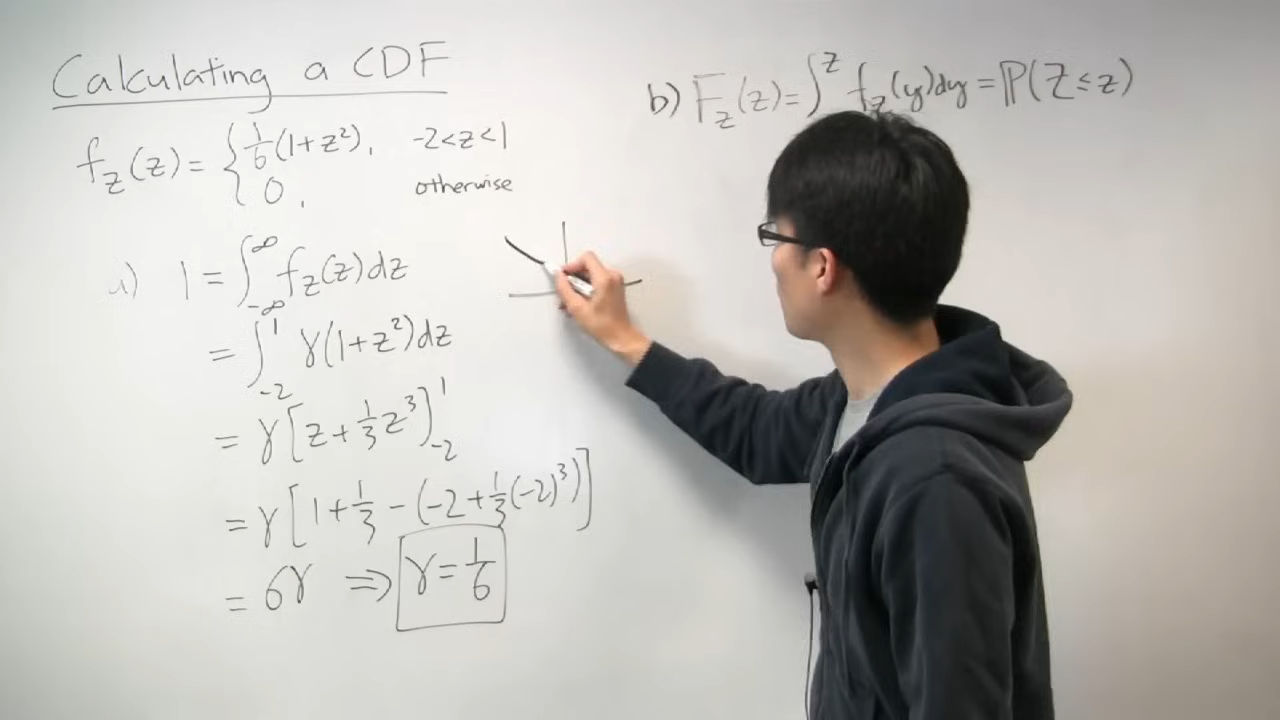 Calculating a CDF
f_Z(z) = { 1/6 (1+z²), -2<z<1
0, otherwise
a) 1 = ∫_{-∞}^{∞} f_Z(z)dz
= ∫_{-2}^{1} γ(1+z²)dz
= γ[z+1/3 z³]_{-2}^{1}
= γ[1+1/3-(-2+1/3(-2)³)]
= 6γ ⇒ γ=1/6
b) F_Z(z)=∫^z f_Z(y)dy=ℙ(Z≤z)